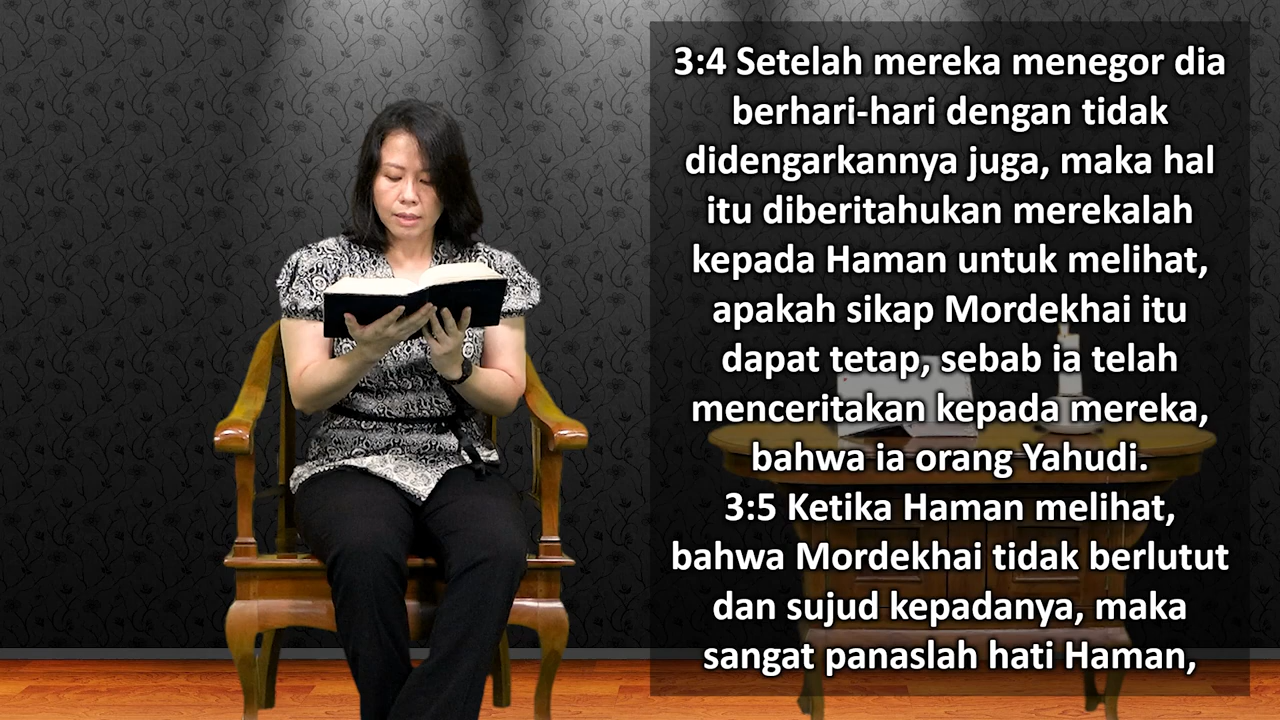 3:4 Setelah mereka menegor dia
berhari-hari dengan tidak
didengarkannya juga, maka hal
itu diberitahukan merekalah
kepada Haman untuk melihat,
apakah sikap Mordekhai itu
dapat tetap, sebab ia telah
menceritakan kepada mereka,
bahwa ia orang Yahudi.
3:5 Ketika Haman melihat,
bahwa Mordekhai tidak berlutut
dan sujud kepadanya, maka
sangat panaslah hati Haman,